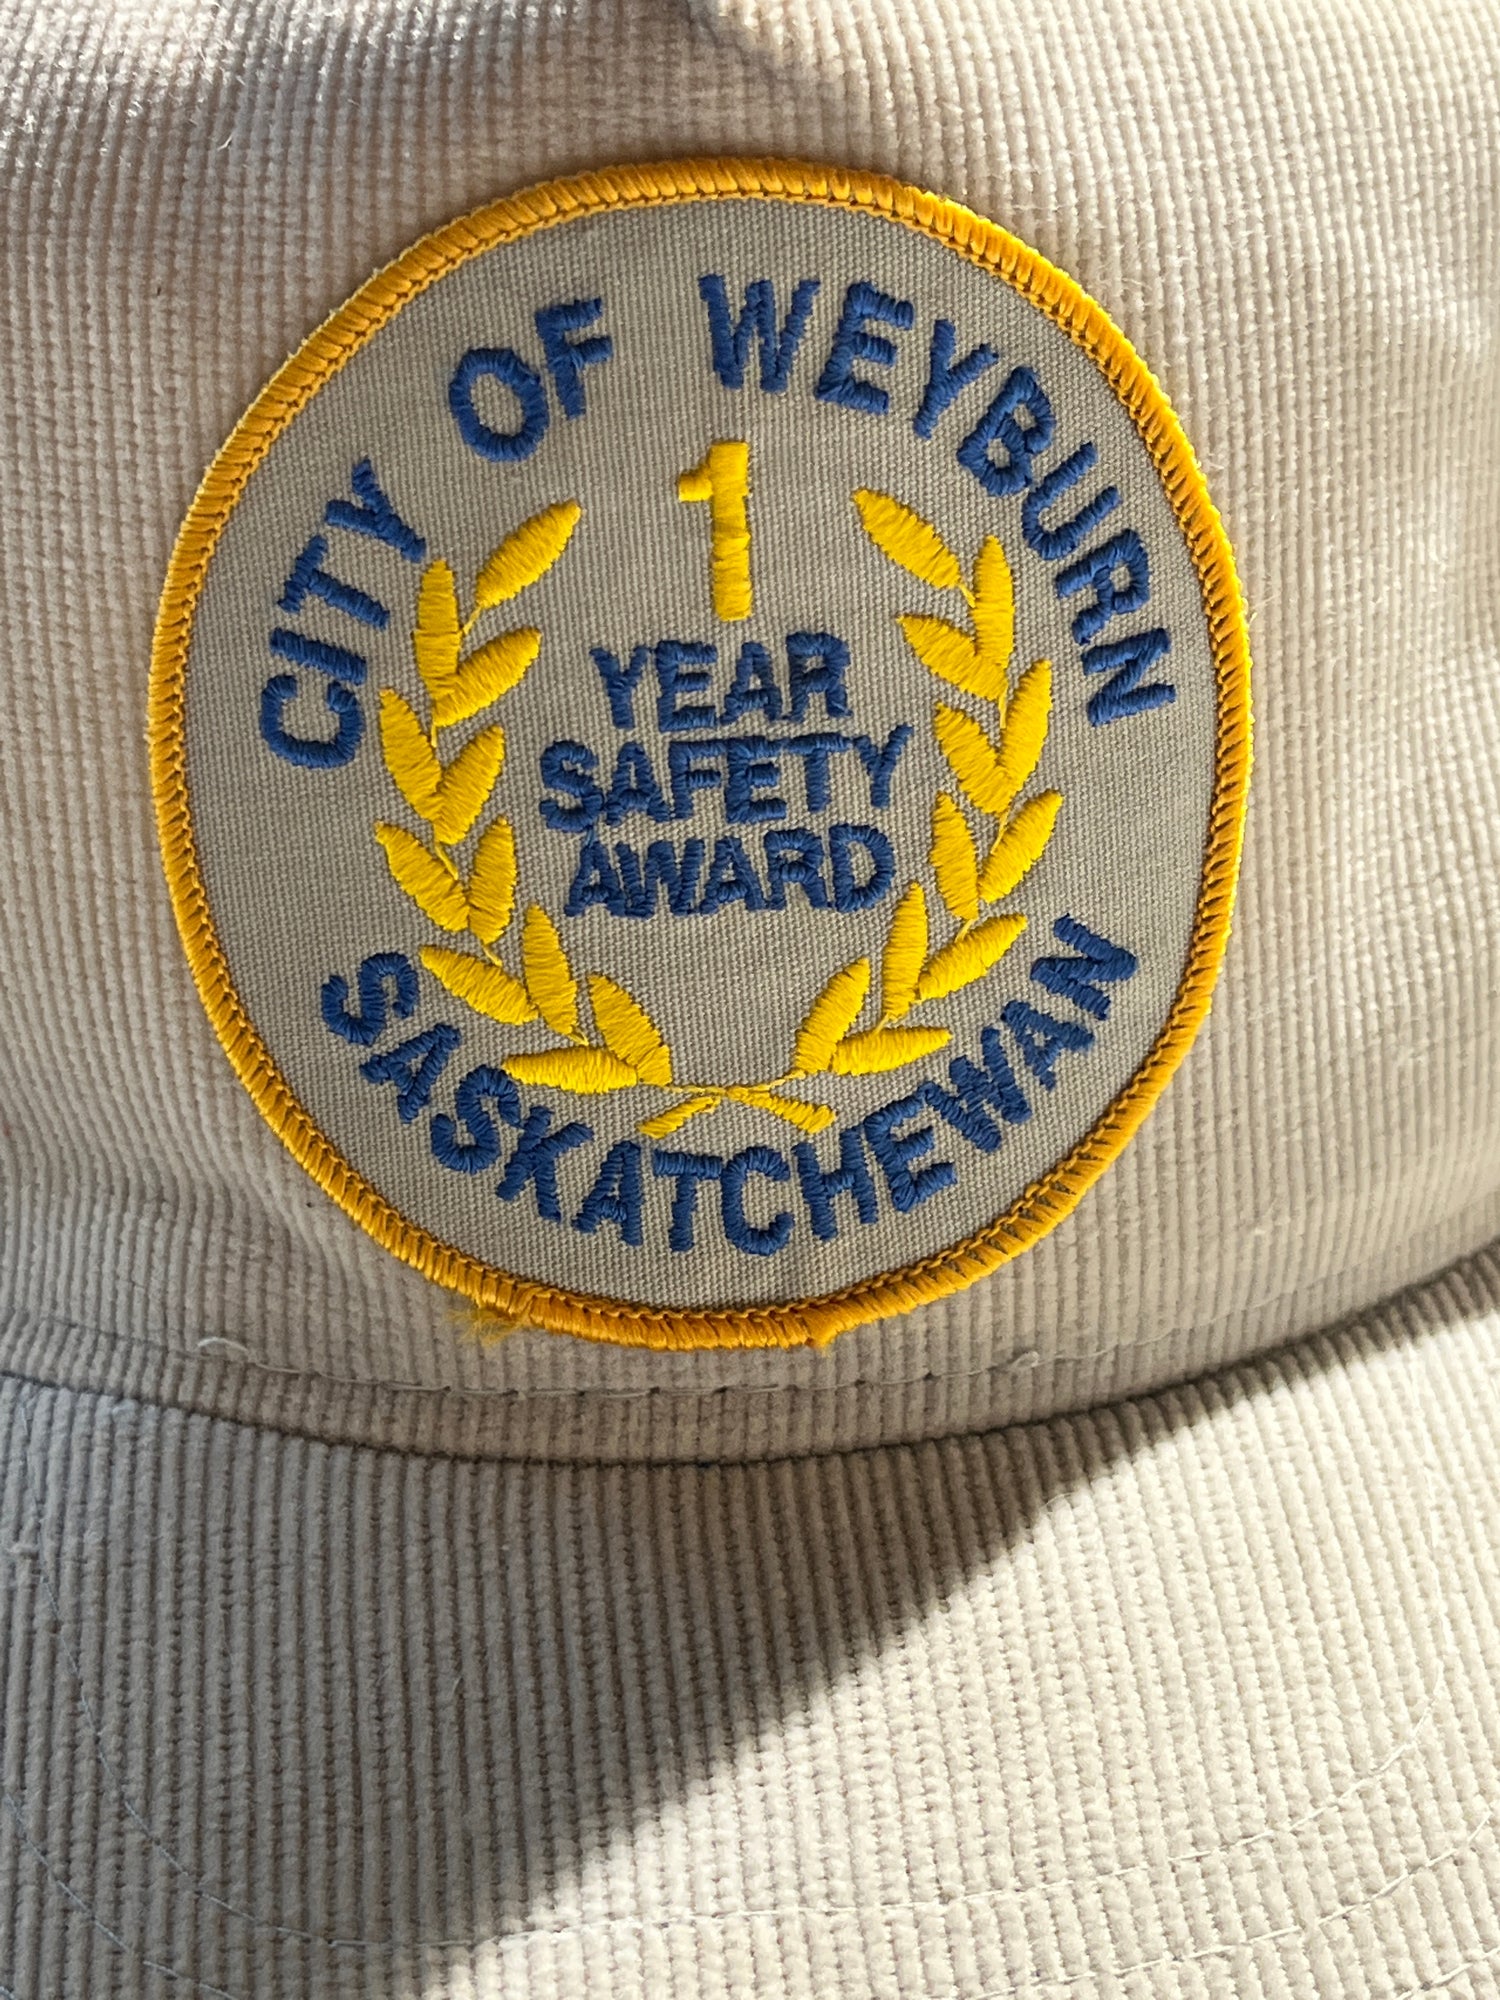 CITY OF WEYBURN
1
YEAR
SAFETY
AWARD
SASKATCHEWAN